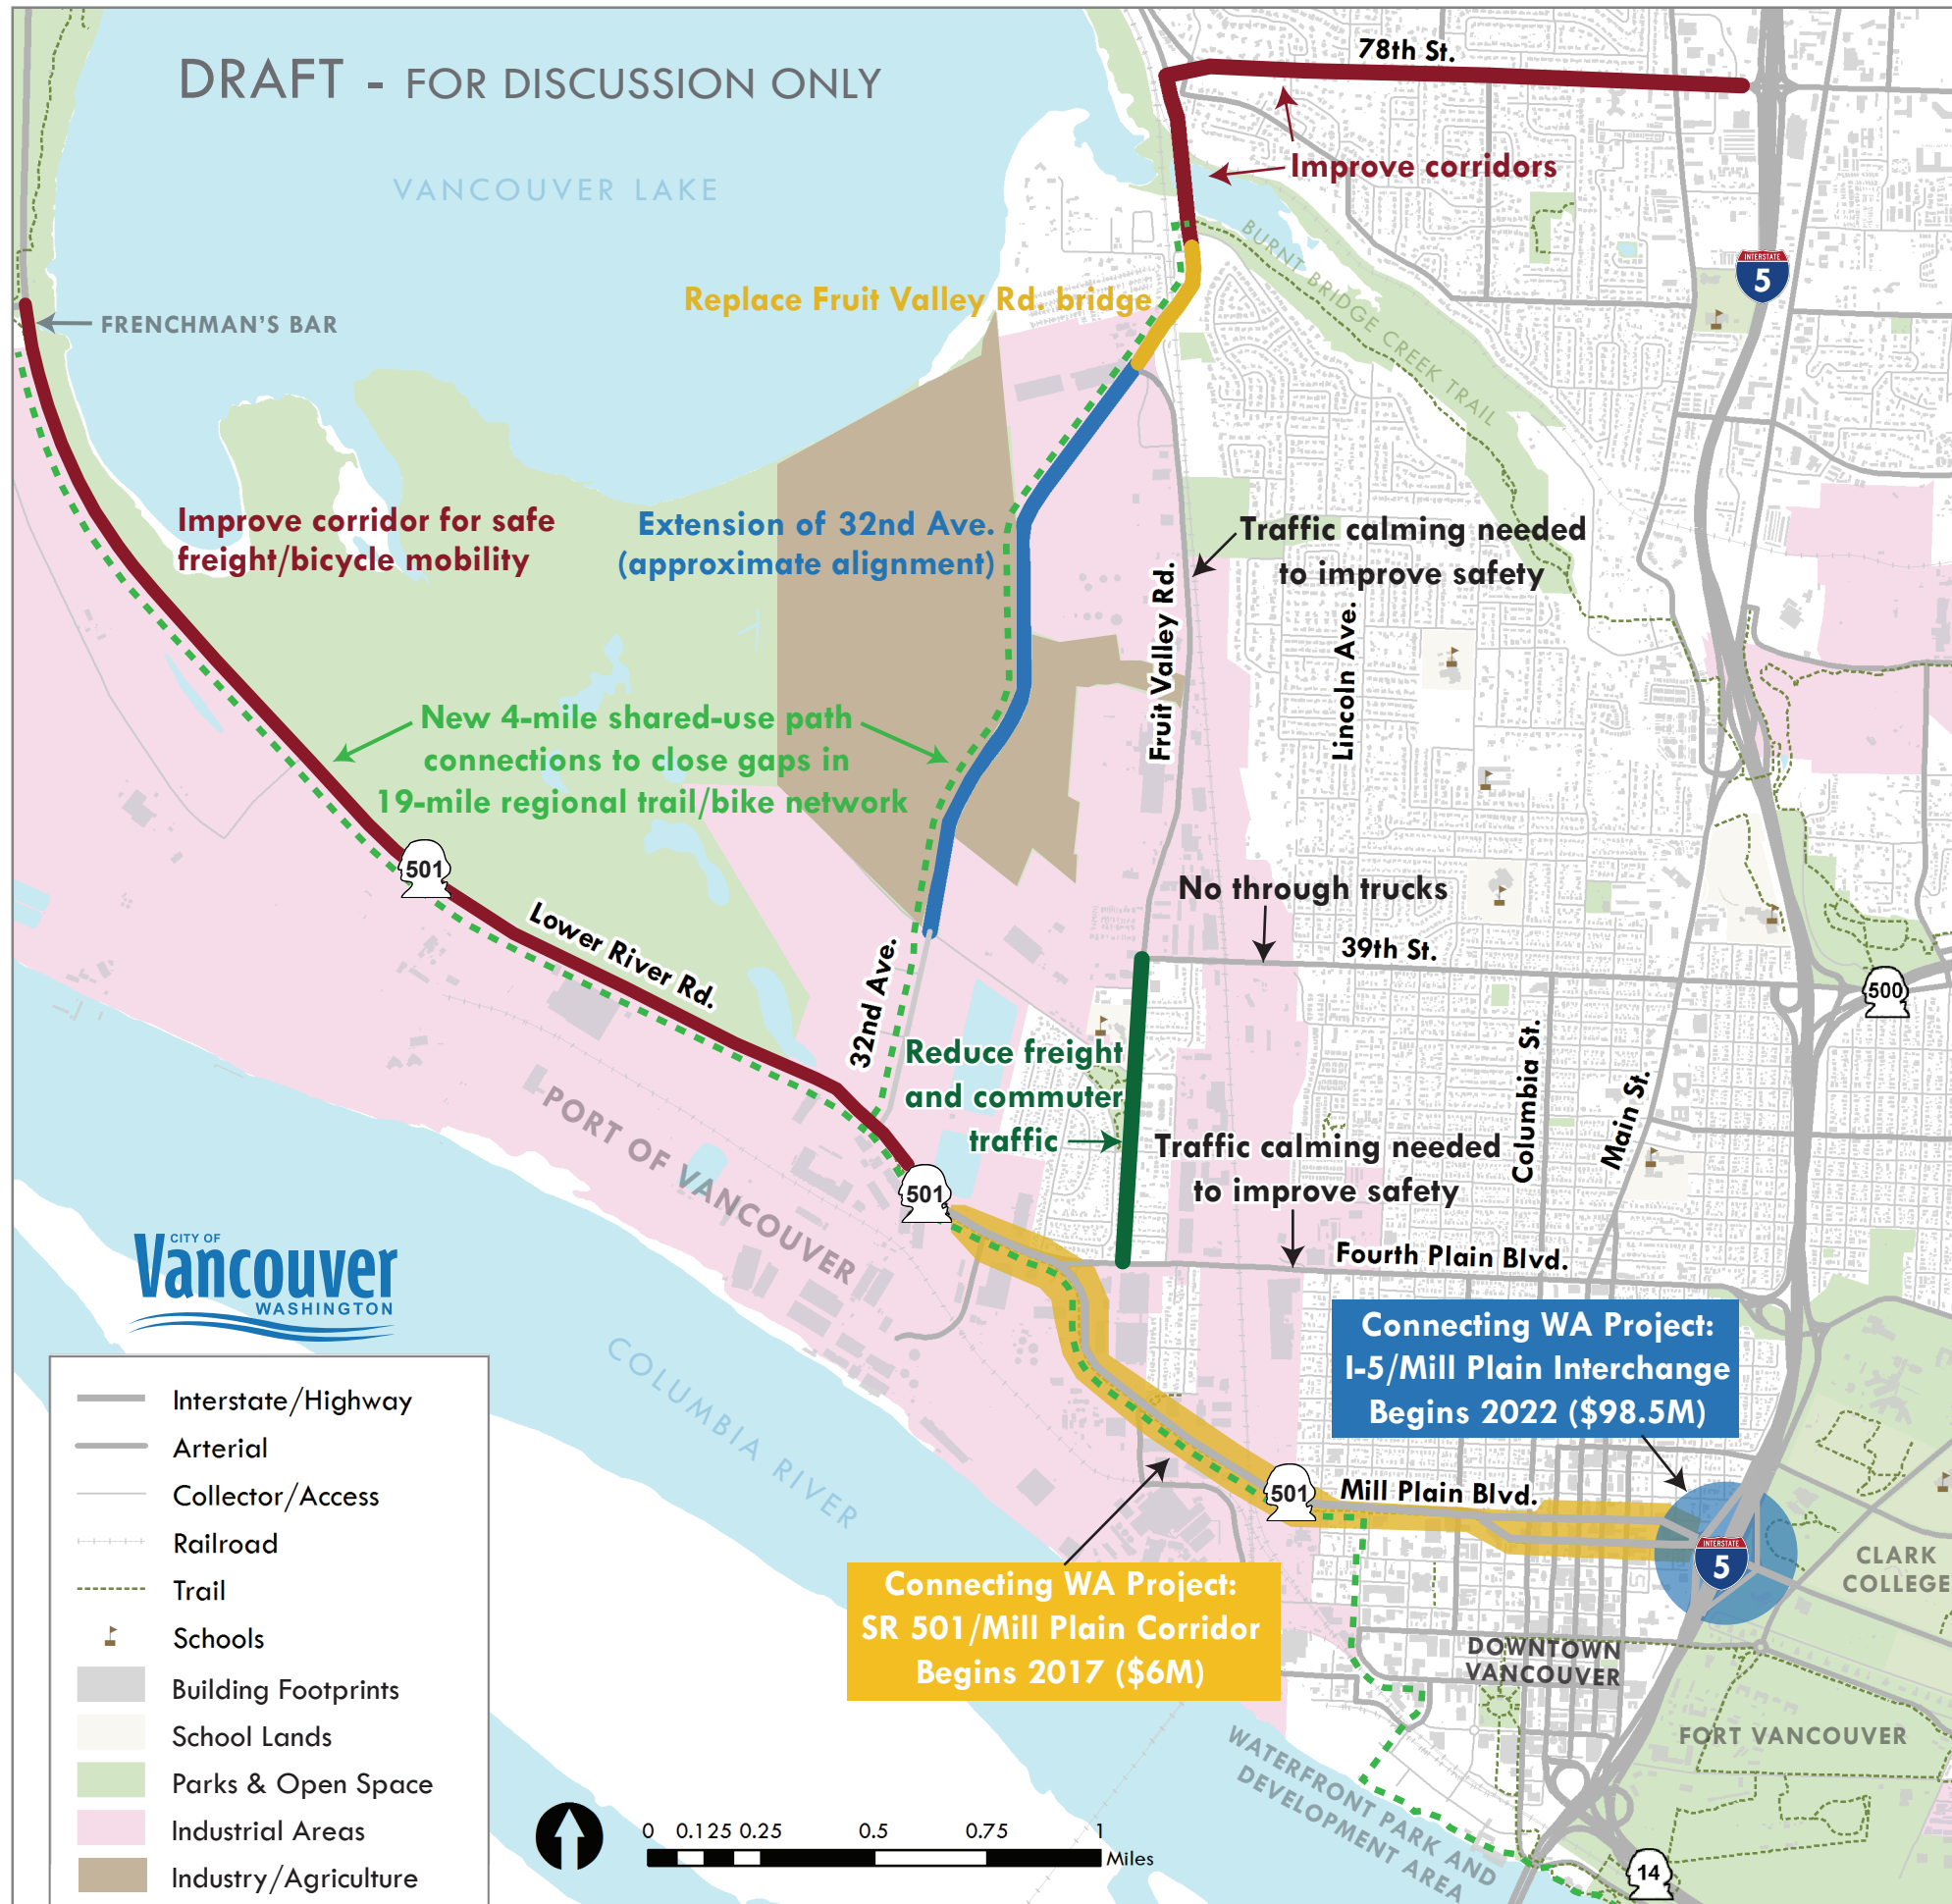 DRAFT - FOR DISCUSSION ONLY
78th St.
Improve corridors
VANCOUVER LAKE
BURNT BRIDGE CREEK TRAIL
INTERSTATE
5
Replace Fruit Valley Rd. bridge
FRENCHMAN'S BAR
Improve corridor for safe
freight/bicycle mobility
Extension of 32nd Ave.
(approximate alignment)
Traffic calming needed
to improve safety
Fruit Valley Rd.
Lincoln Ave.
New 4-mile shared-use path
connections to close gaps in
19-mile regional trail/bike network
501
No through trucks
39th St.
Lower River Rd.
32nd Ave.
500
Reduce freight
and commuter
traffic
Columbia St.
Main St.
PORT OF VANCOUVER
Traffic calming needed
to improve safety
501
Fourth Plain Blvd.
CITY OF
Vancouver
WASHINGTON
COLUMBIA RIVER
Connecting WA Project:
I-5/Mill Plain Interchange
Begins 2022 ($98.5M)
501
Mill Plain Blvd.
INTERSTATE
5
CLARK
COLLEGE
Connecting WA Project:
SR 501/Mill Plain Corridor
Begins 2017 ($6M)
DOWNTOWN
VANCOUVER
FORT VANCOUVER
WATERFRONT PARK AND
DEVELOPMENT AREA
14
Interstate/Highway
Arterial
Collector/Access
Railroad
Trail
Schools
Building Footprints
School Lands
Parks & Open Space
Industrial Areas
Industry/Agriculture
0 0.125 0.25 0.5 0.75 1
Miles